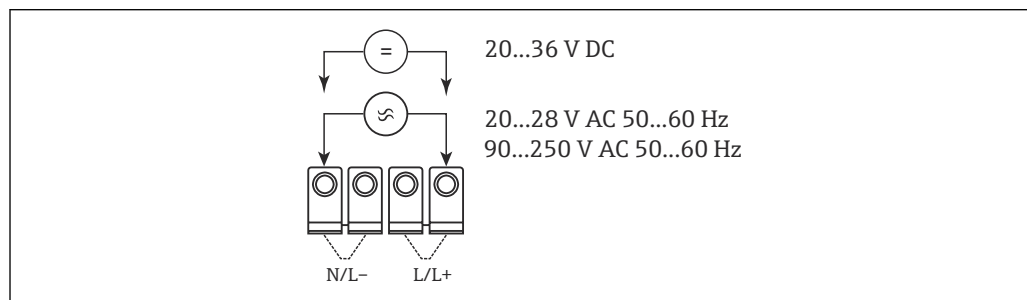 = 20...36 V DC
≈ 20...28 V AC 50...60 Hz
90...250 V AC 50...60 Hz
N/L− L/L+